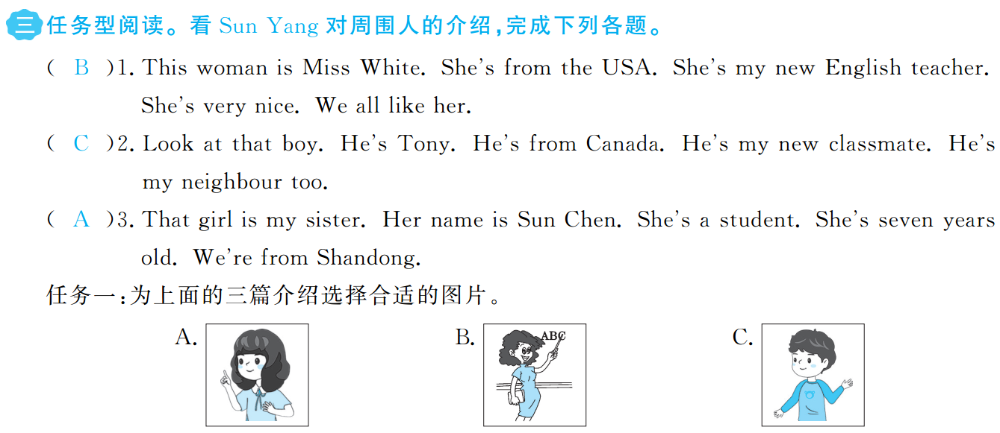 三 任务型阅读。看 Sun Yang 对周围人的介绍,完成下列各题。
( B )1. This woman is Miss White. She's from the USA. She's my new English teacher.
She's very nice. We all like her.
( C )2. Look at that boy. He's Tony. He's from Canada. He's my new classmate. He's
my neighbour too.
( A )3. That girl is my sister. Her name is Sun Chen. She's a student. She's seven years
old. We're from Shandong.
任务一:为上面的三篇介绍选择合适的图片。
A. B. ABC C.